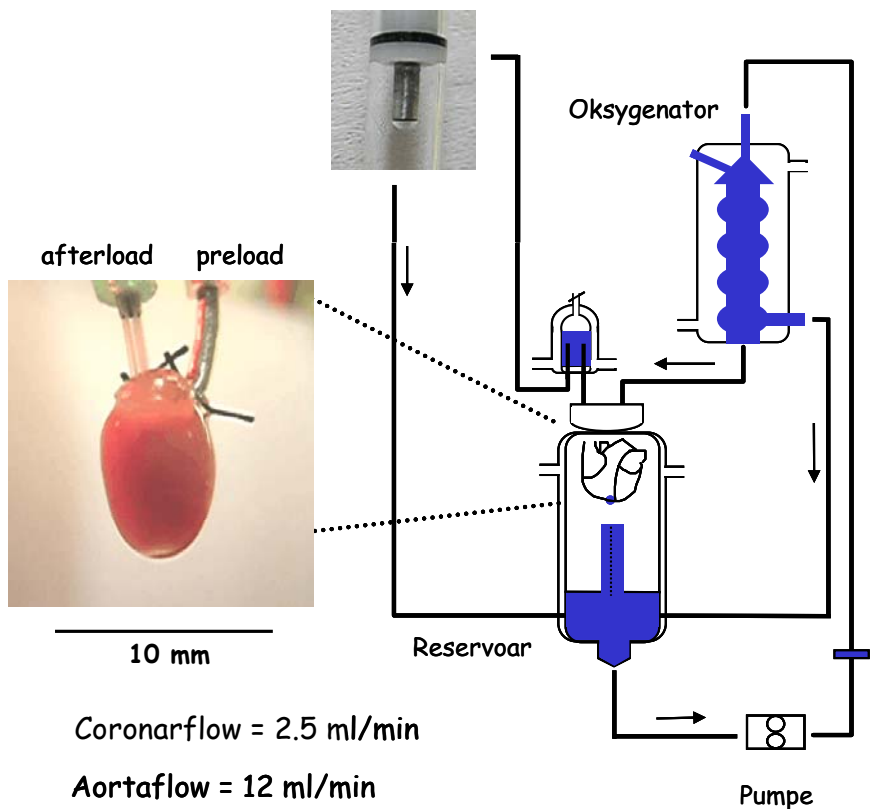 Oksygenator
afterload preload
Reservoar
10 mm
Coronarflow = 2.5 ml/min
Aortaflow = 12 ml/min
Pumpe